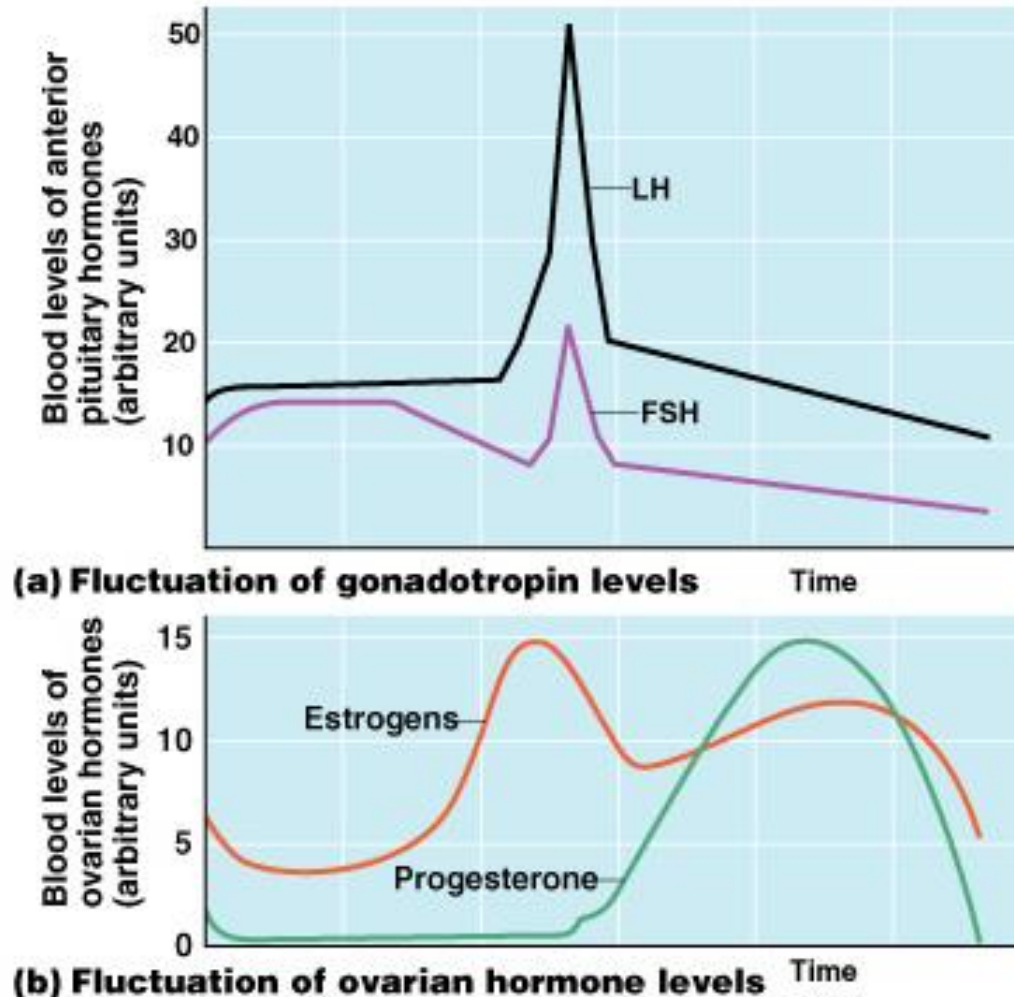 Blood levels of anterior
pituitary hormones
(arbitrary units)
50
40
30
20
10
LH
FSH
(a) Fluctuation of gonadotropin levels Time
Blood levels of
ovarian hormones
(arbitrary units)
15
10
5
0
Estrogens
Progesterone
(b) Fluctuation of ovarian hormone levels Time